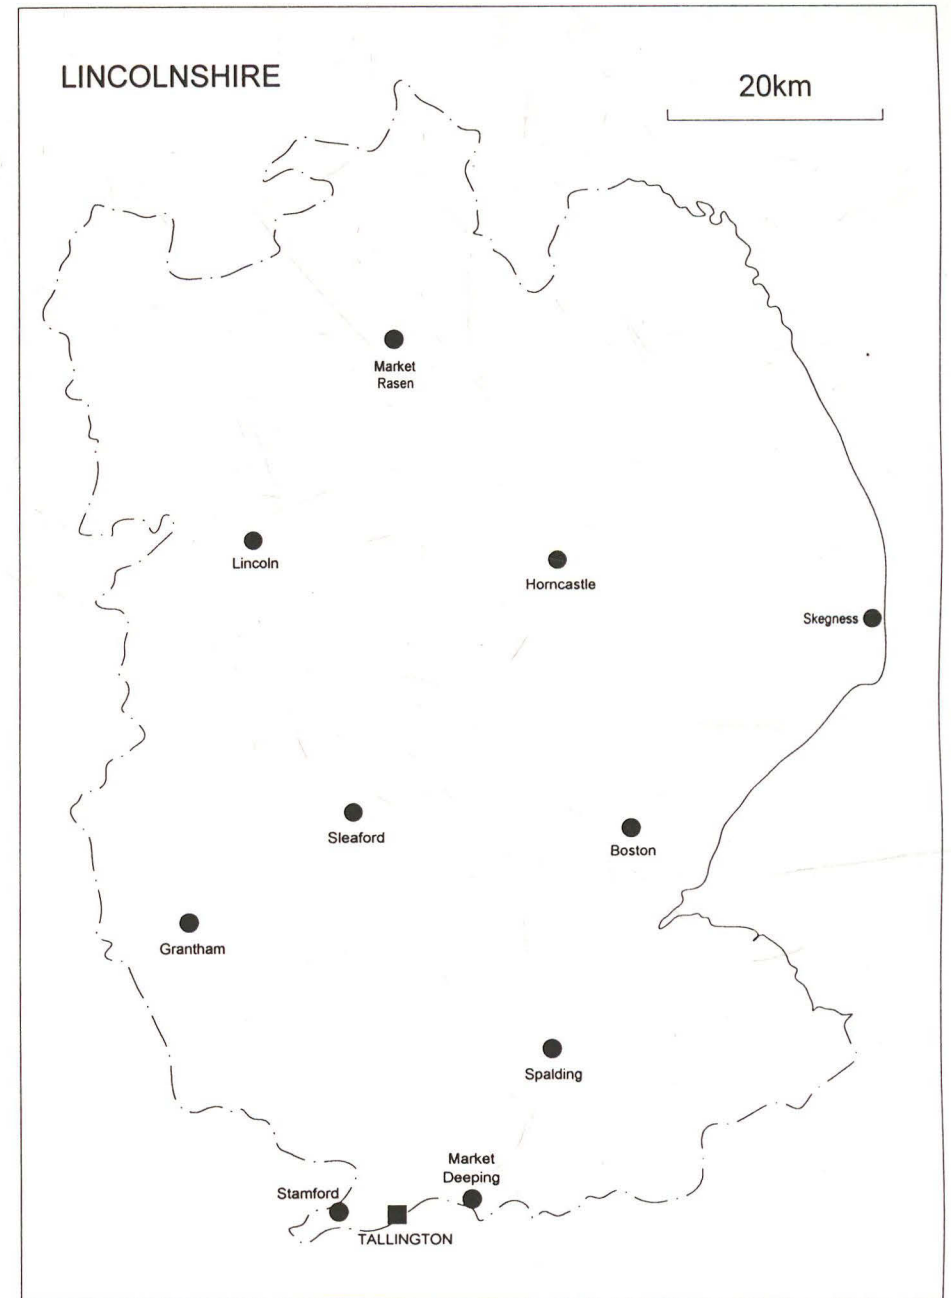 LINCOLNSHIRE
20km
Market
Rasen
Lincoln
Horncastle
Skegness
Sleaford
Boston
Grantham
Spalding
Market
Deeping
Stamford
TALLINGTON